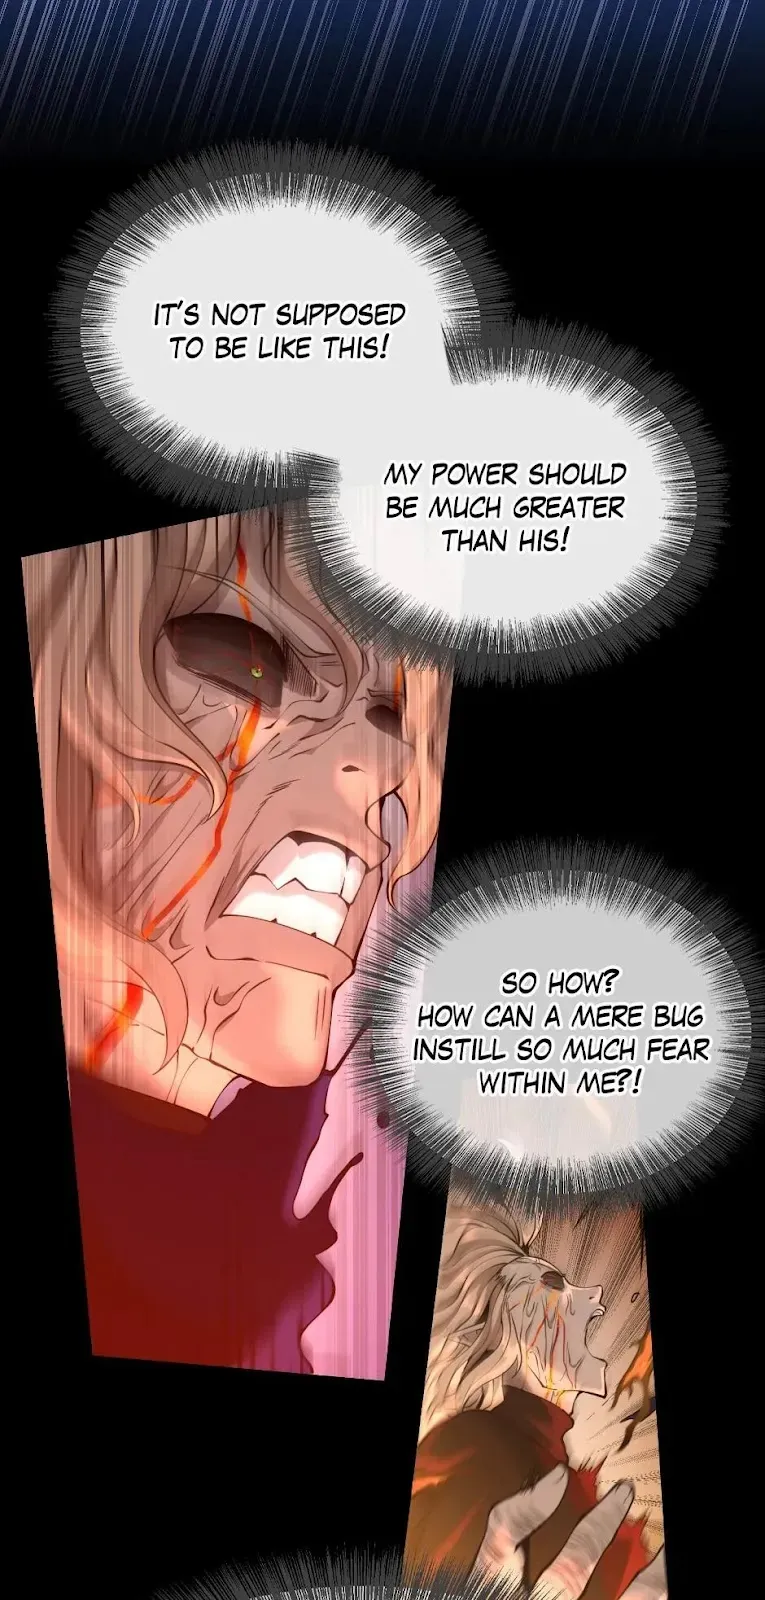 IT'S NOT SUPPOSED
TO BE LIKE THIS!
MY POWER SHOULD
BE MUCH GREATER
THAN HIS!
SO HOW?
HOW CAN A MERE BUG
INSTILL SO MUCH FEAR
WITHIN ME?!